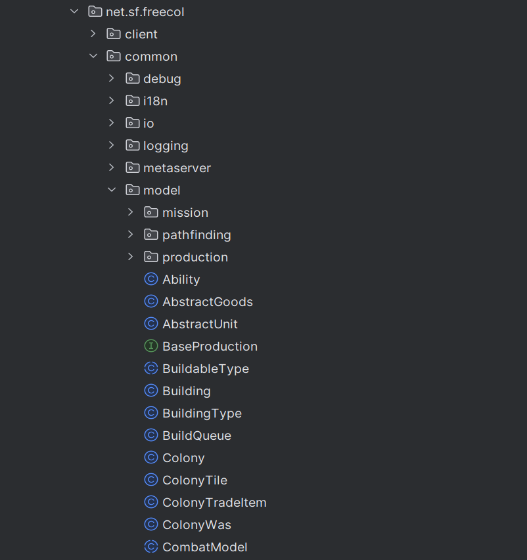 net.sf.freecol
client
common
debug
i18n
io
logging
metaserver
model
mission
pathfinding
production
Ability
AbstractGoods
AbstractUnit
BaseProduction
BuildableType
Building
BuildingType
BuildQueue
Colony
ColonyTile
ColonyTradeItem
ColonyWas
CombatModel